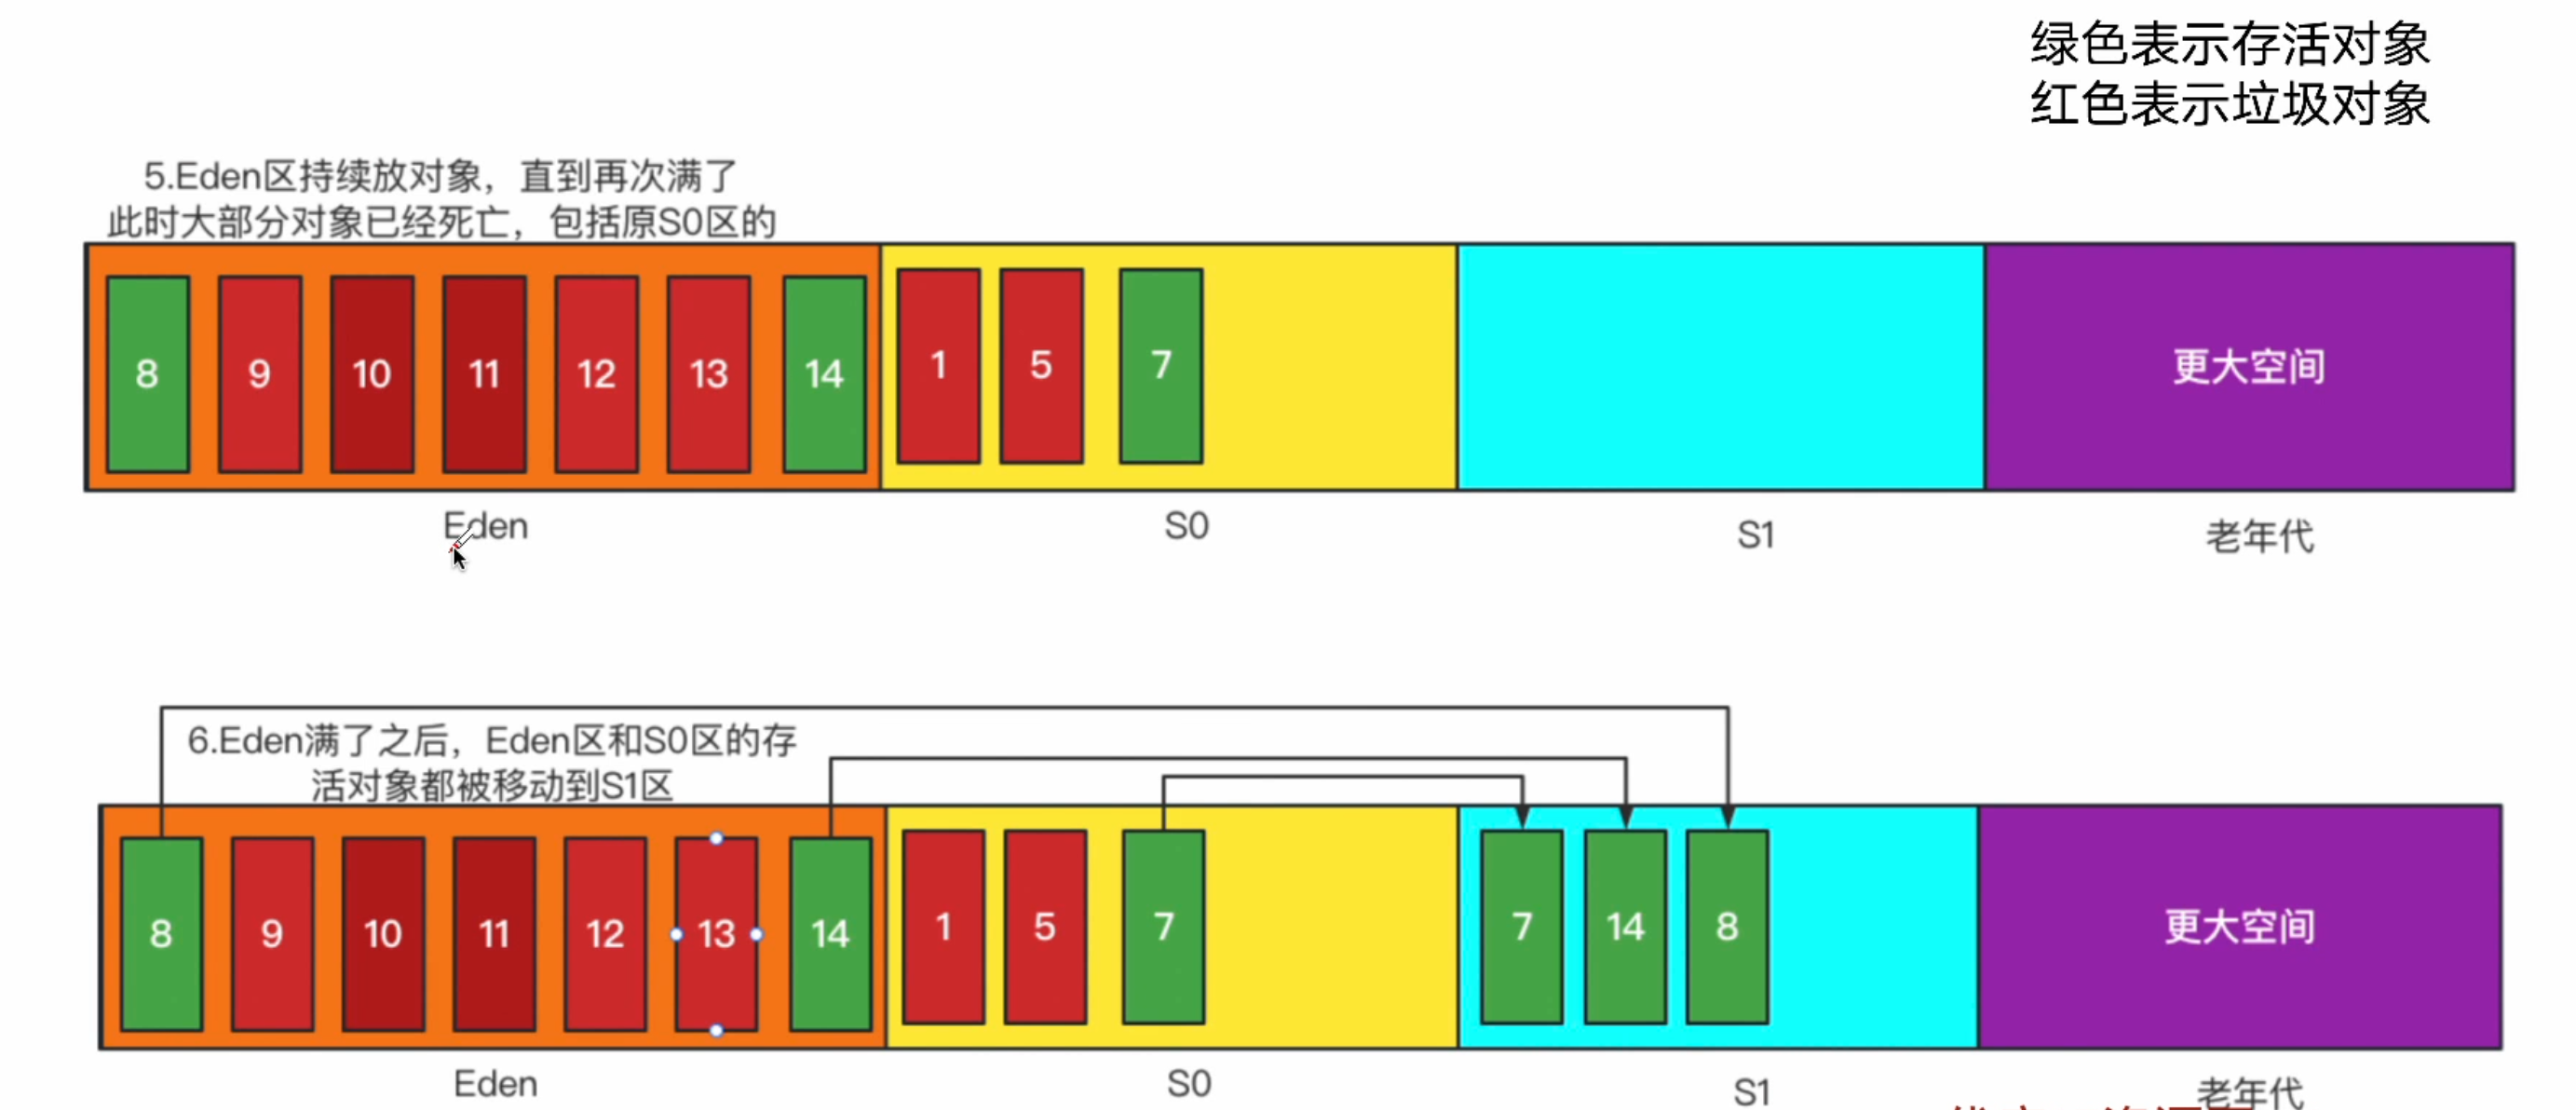 绿色表示存活对象
红色表示垃圾对象
5.Eden区持续放对象，直到再次满了
此时大部分对象已经死亡，包括原S0区的
8 9 10 11 12 13 14 1 5 7 更大空间
Eden S0 S1 老年代
6.Eden满了之后，Eden区和S0区的存
活对象都被移动到S1区
8 9 10 11 12 13 14 1 5 7 7 14 8 更大空间
Eden S0 S1 老年代